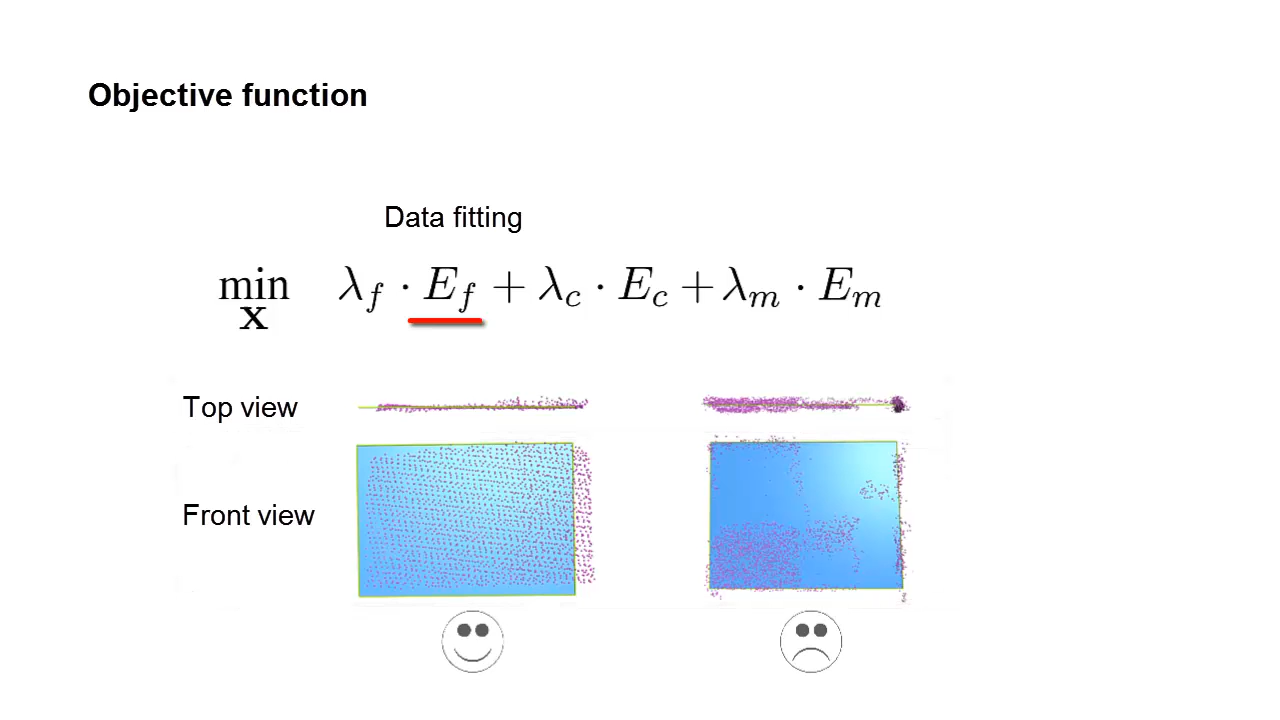 Objective function
Data fitting
min λ_f · E_f + λ_c · E_c + λ_m · E_m
X
Top view
Front view